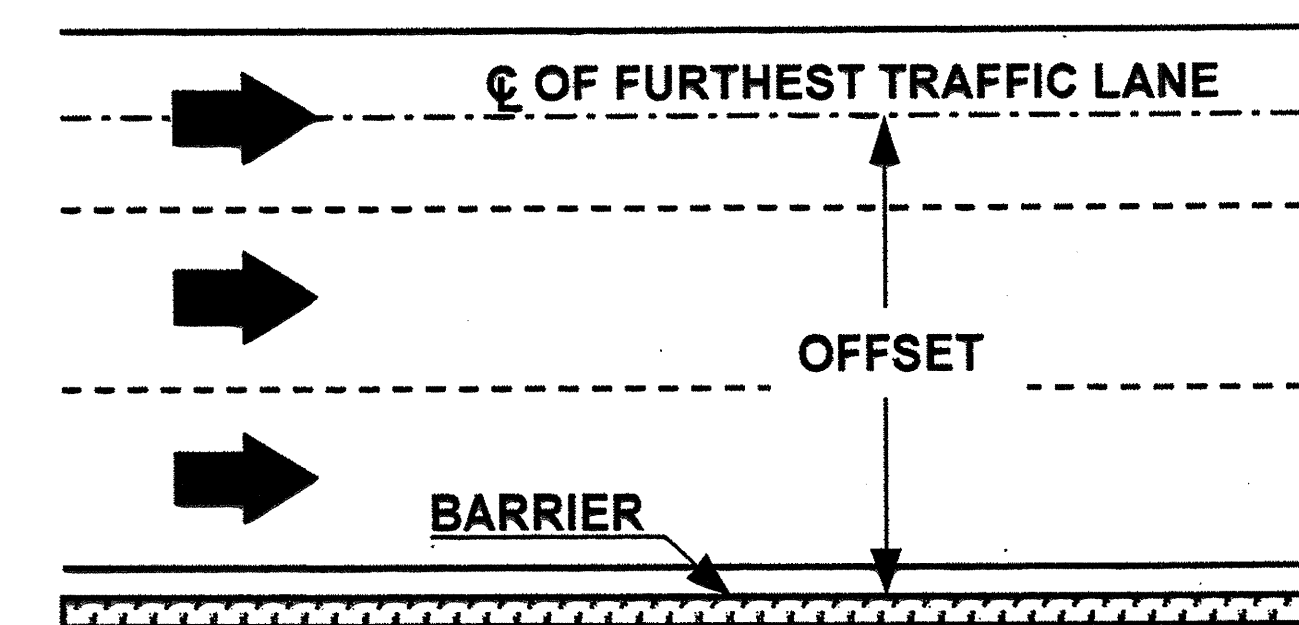 ℄ OF FURTHEST TRAFFIC LANE
OFFSET
BARRIER